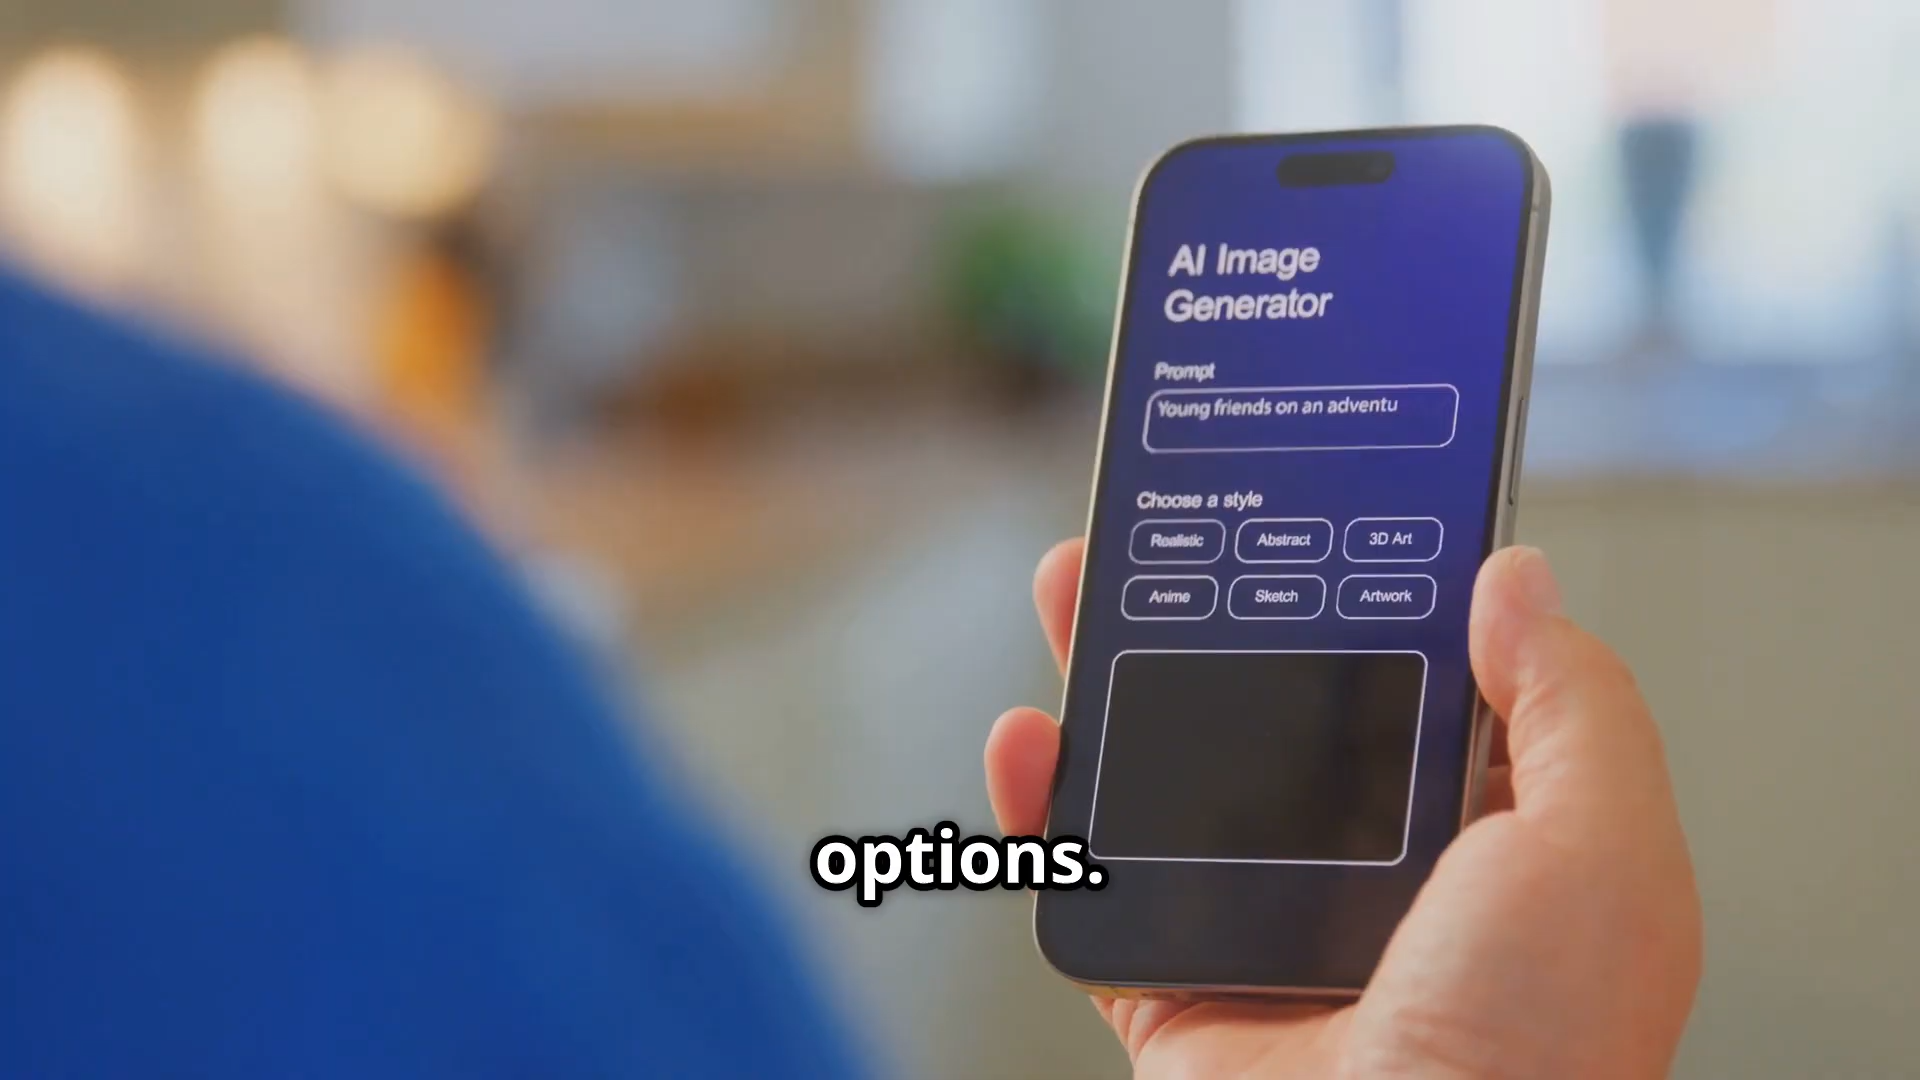 AI Image
Generator
Prompt
Young friends on an adventu
Choose a style
Realistic Abstract 3D Art
Anime Sketch Artwork
options.